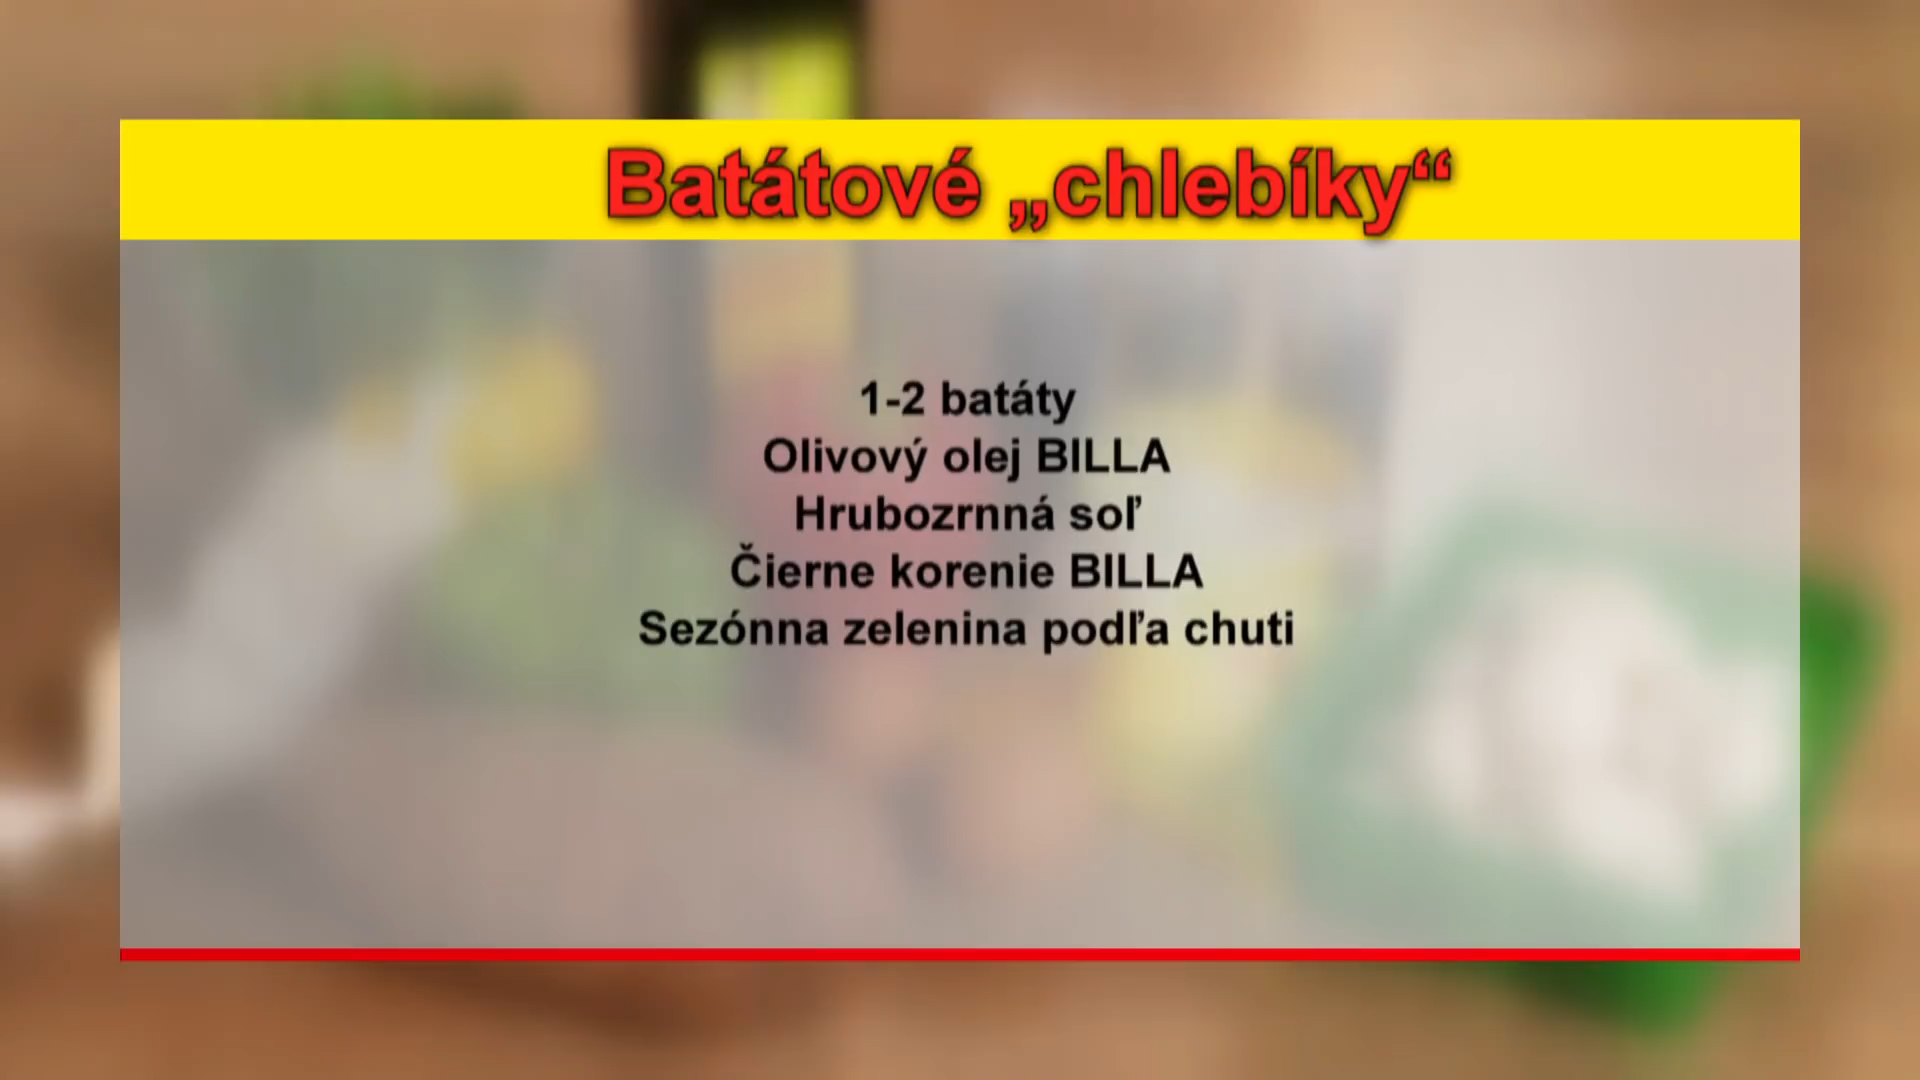 Batátové „chlebíky“
1-2 batáty
Olivový olej BILLA
Hrubozrnná soľ
Čierne korenie BILLA
Sezónna zelenina podľa chuti